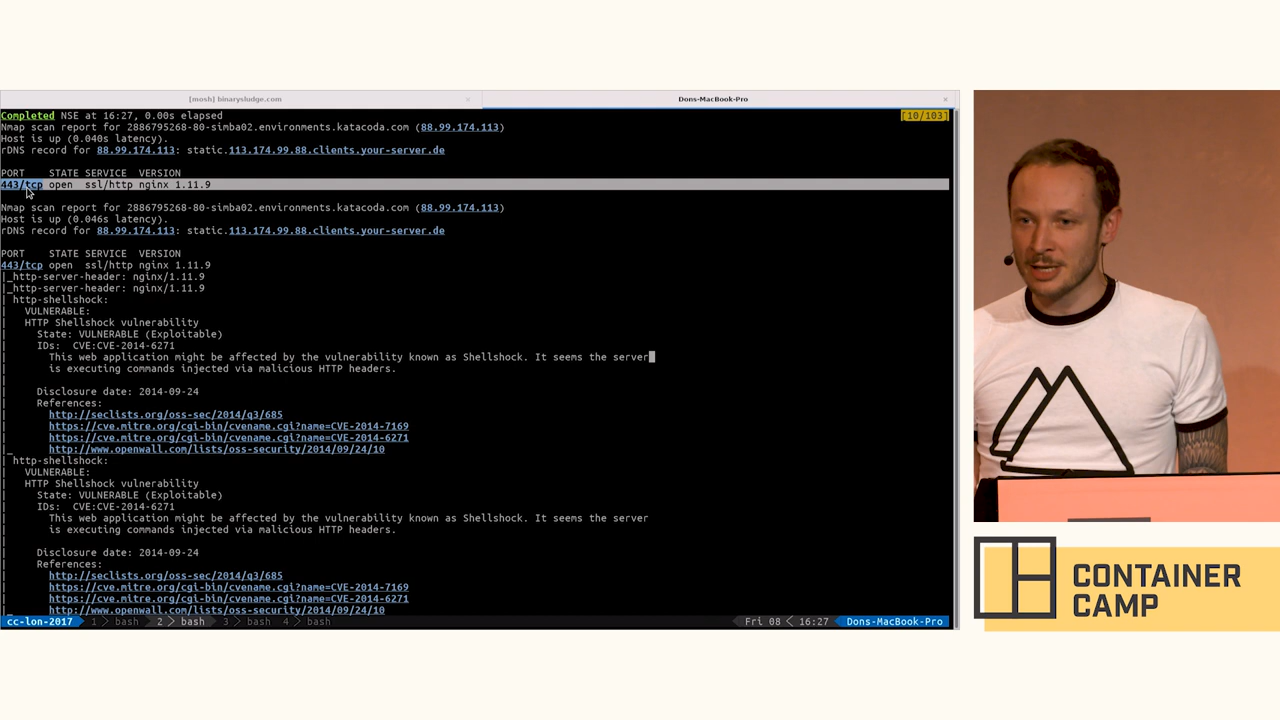 [mosh] binarysludge.com × Dons-MacBook-Pro ×
Completed NSE at 16:27, 0.00s elapsed [10/103]
Nmap scan report for 2886795268-80-simba02.environments.katacoda.com (88.99.174.113)
Host is up (0.040s latency).
rDNS record for 88.99.174.113: static.113.174.99.88.clients.your-server.de
PORT STATE SERVICE VERSION
443/tcp open ssl/http nginx 1.11.9
Nmap scan report for 2886795268-80-simba02.environments.katacoda.com (88.99.174.113)
Host is up (0.046s latency).
rDNS record for 88.99.174.113: static.113.174.99.88.clients.your-server.de
PORT STATE SERVICE VERSION
443/tcp open ssl/http nginx 1.11.9
|_http-server-header: nginx/1.11.9
|_http-server-header: nginx/1.11.9
| http-shellshock:
| VULNERABLE:
| HTTP Shellshock vulnerability
| State: VULNERABLE (Exploitable)
| IDs: CVE:CVE-2014-6271
| This web application might be affected by the vulnerability known as Shellshock. It seems the server
| is executing commands injected via malicious HTTP headers.
|
| Disclosure date: 2014-09-24
| References:
| http://seclists.org/oss-sec/2014/q3/685
| https://cve.mitre.org/cgi-bin/cvename.cgi?name=CVE-2014-7169
| https://cve.mitre.org/cgi-bin/cvename.cgi?name=CVE-2014-6271
|_ http://www.openwall.com/lists/oss-security/2014/09/24/10
| http-shellshock:
| VULNERABLE:
| HTTP Shellshock vulnerability
| State: VULNERABLE (Exploitable)
| IDs: CVE:CVE-2014-6271
| This web application might be affected by the vulnerability known as Shellshock. It seems the server
| is executing commands injected via malicious HTTP headers.
|
| Disclosure date: 2014-09-24
| References:
| http://seclists.org/oss-sec/2014/q3/685
| https://cve.mitre.org/cgi-bin/cvename.cgi?name=CVE-2014-7169
| https://cve.mitre.org/cgi-bin/cvename.cgi?name=CVE-2014-6271
|_ http://www.openwall.com/lists/oss-security/2014/09/24/10
cc-lon-2017 1 > bash 2 > bash 3 > bash 4 > bash Fri 08 < 16:27 Dons-MacBook-Pro
CONTAINER
CAMP